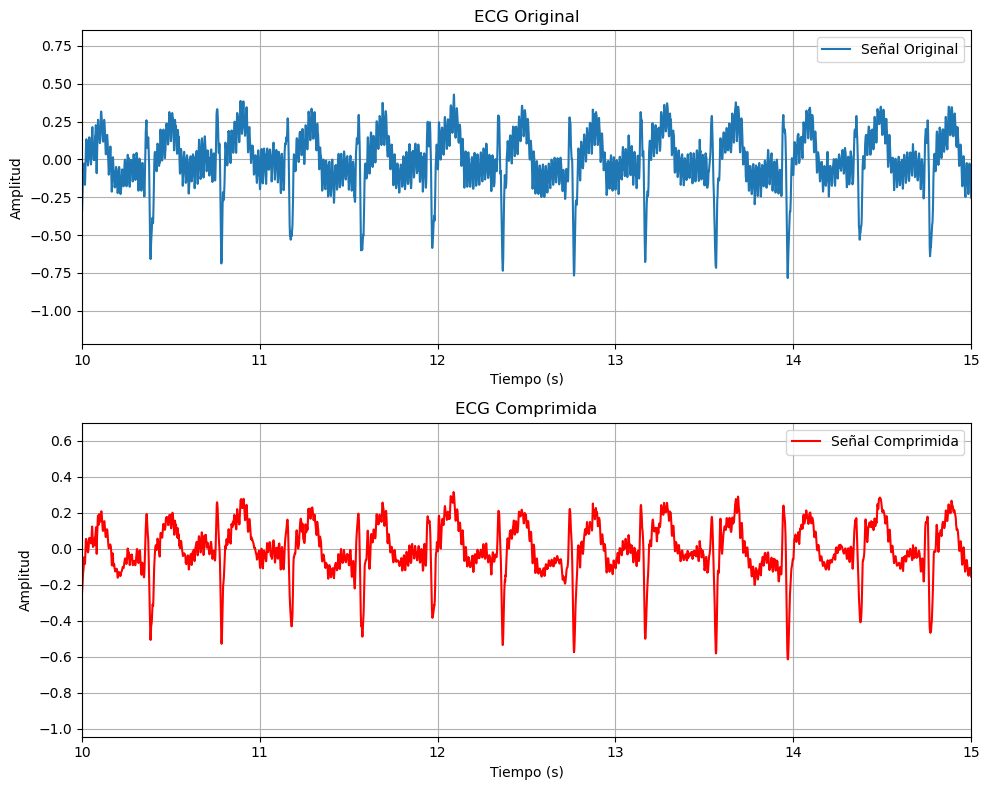 ECG Original
0.75
0.50
0.25
0.00
−0.25
−0.50
−0.75
−1.00
Amplitud
Señal Original
10 11 12 13 14 15
Tiempo (s)
ECG Comprimida
0.6
0.4
0.2
0.0
−0.2
−0.4
−0.6
−0.8
−1.0
Amplitud
Señal Comprimida
10 11 12 13 14 15
Tiempo (s)